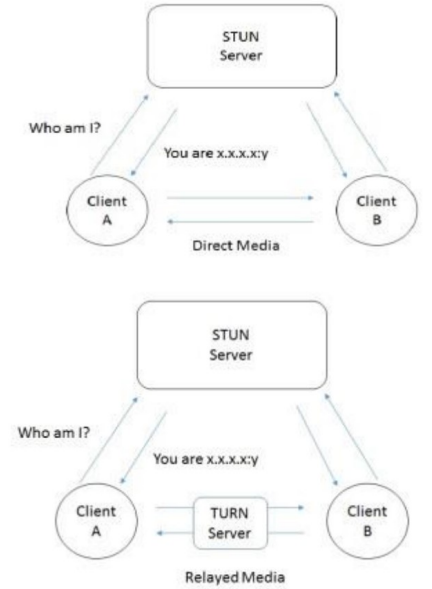 STUN
Server
Who am I?
You are x.x.x.x:y
Client
A
Client
B
Direct Media
STUN
Server
Who am I?
You are x.x.x.x:y
Client
A
TURN
Server
Client
B
Relayed Media